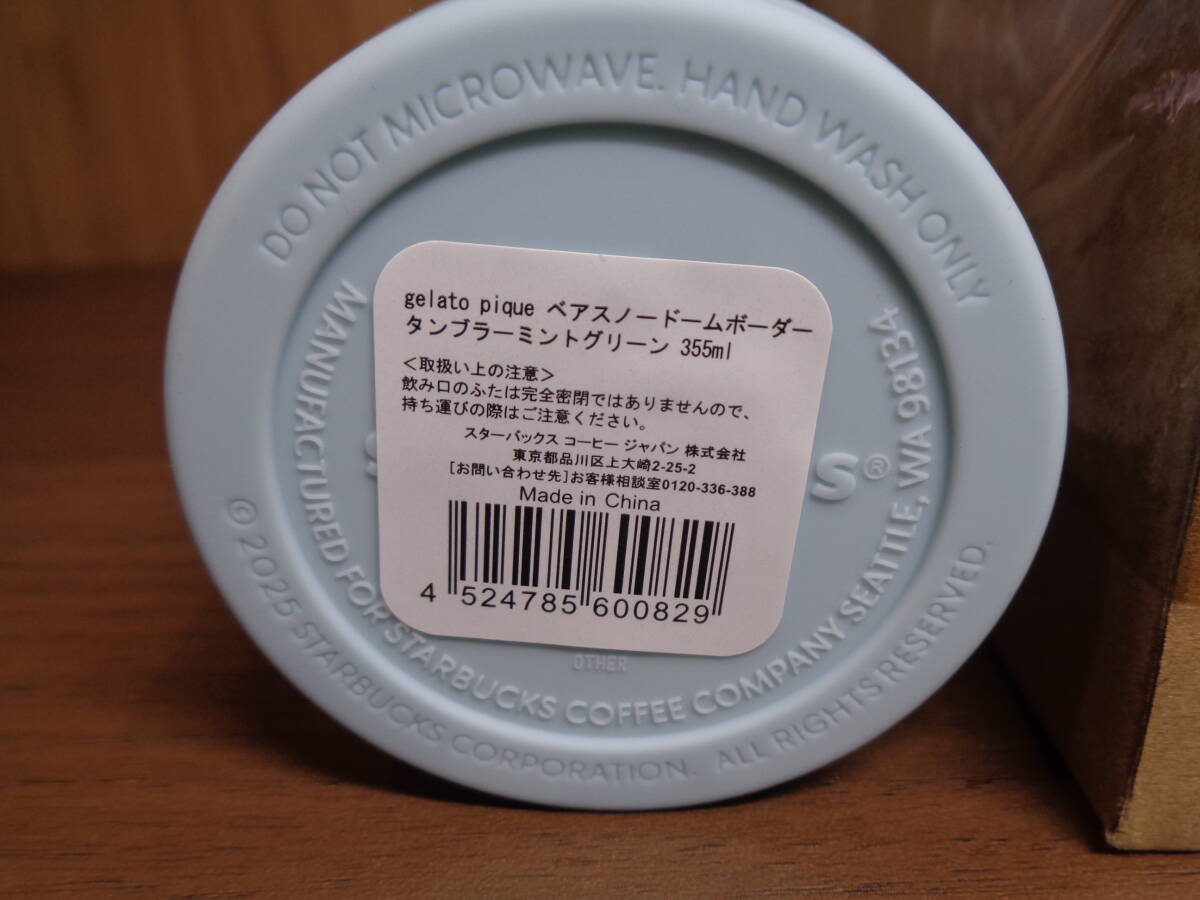 DO NOT MICROWAVE. HAND WASH ONLY
gelato pique ベアスノードームボーダー
タンブラーミントグリーン 355ml
<取扱い上の注意>
飲み口のふたは完全密閉ではありませんので、
持ち運びの際はご注意ください。
スターバックス コーヒー ジャパン 株式会社
東京都品川区上大崎2-25-2
[お問い合わせ先]お客様相談室0120-336-388
Made in China
4 524785 600829
S®
OTHER
MANUFACTURED FOR STARBUCKS COFFEE COMPANY SEATTLE, WA 98134
© 2025 STARBUCKS CORPORATION. ALL RIGHTS RESERVED.